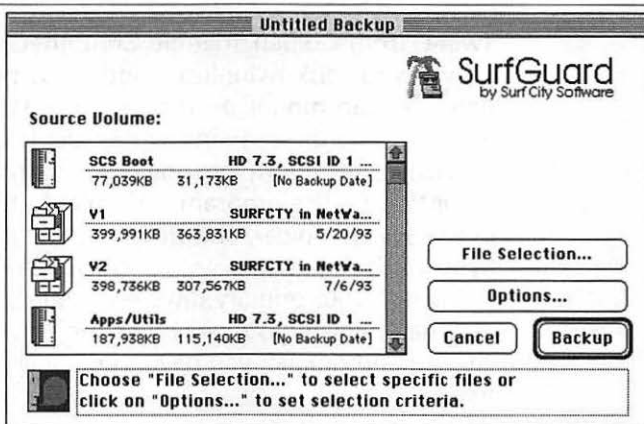 Untitled Backup
SurfGuard
by Surf City Software
Source Volume:
SCS Boot HD 7.3, SCSI ID 1 ...
77,039KB 31,173KB [No Backup Date]
V1 SURFCTY in NetWa...
399,991KB 363,831KB 5/20/93
V2 SURFCTY in NetWa...
398,736KB 307,567KB 7/6/93
Apps/Utils HD 7.3, SCSI ID 1 ...
187,938KB 115,140KB [No Backup Date]
File Selection...
Options...
Cancel Backup
Choose "File Selection..." to select specific files or
click on "Options..." to set selection criteria.